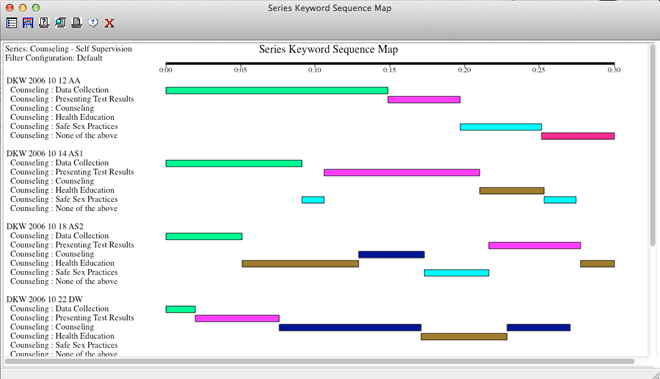 Series Keyword Sequence Map
Series: Counseling - Self Supervision
Filter Configuration: Default
Series Keyword Sequence Map
0:00 0:05 0:10 0:15 0:20 0:25 0:30
DKW 2006 10 12 AA
Counseling : Data Collection
Counseling : Presenting Test Results
Counseling : Counseling
Counseling : Health Education
Counseling : Safe Sex Practices
Counseling : None of the above
DKW 2006 10 14 AS1
Counseling : Data Collection
Counseling : Presenting Test Results
Counseling : Counseling
Counseling : Health Education
Counseling : Safe Sex Practices
Counseling : None of the above
DKW 2006 10 18 AS2
Counseling : Data Collection
Counseling : Presenting Test Results
Counseling : Counseling
Counseling : Health Education
Counseling : Safe Sex Practices
Counseling : None of the above
DKW 2006 10 22 DW
Counseling : Data Collection
Counseling : Presenting Test Results
Counseling : Counseling
Counseling : Health Education
Counseling : Safe Sex Practices
Counseling : None of the above